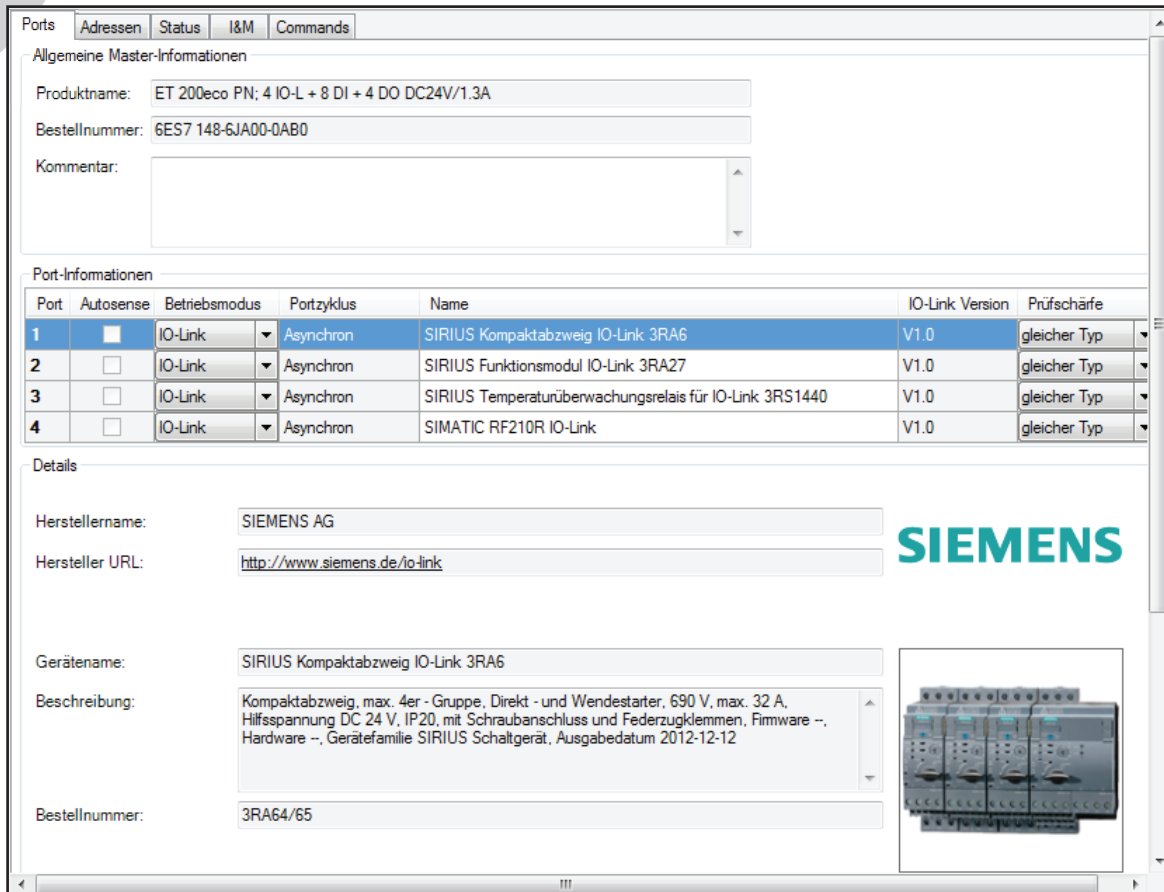 Ports Adressen Status I&M Commands
Allgemeine Master-Informationen
Produktname: ET 200eco PN; 4 IO-L + 8 DI + 4 DO DC24V/1.3A
Bestellnummer: 6ES7 148-6JA00-0AB0
Kommentar:
Port-Informationen
Port Autosense Betriebsmodus Portzyklus Name IO-Link Version Prüfschärfe
1 IO-Link Asynchron SIRIUS Kompaktabzweig IO-Link 3RA6 V1.0 gleicher Typ
2 IO-Link Asynchron SIRIUS Funktionsmodul IO-Link 3RA27 V1.0 gleicher Typ
3 IO-Link Asynchron SIRIUS Temperaturüberwachungsrelais für IO-Link 3RS1440 V1.0 gleicher Typ
4 IO-Link Asynchron SIMATIC RF210R IO-Link V1.0 gleicher Typ
Details
Herstellername: SIEMENS AG
SIEMENS
Hersteller URL: http://www.siemens.de/io-link
Gerätename: SIRIUS Kompaktabzweig IO-Link 3RA6
Beschreibung: Kompaktabzweig, max. 4er - Gruppe, Direkt - und Wendestarter, 690 V, max. 32 A,
Hilfsspannung DC 24 V, IP20, mit Schraubanschluss und Federzugklemmen, Firmware --,
Hardware --, Gerätefamilie SIRIUS Schaltgerät, Ausgabedatum 2012-12-12
Bestellnummer: 3RA64/65